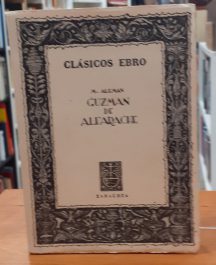 CLÁSICOS EBRO
M. ALEMAN
GUZMAN
DE
ALFARACHE
ZARAGOZA